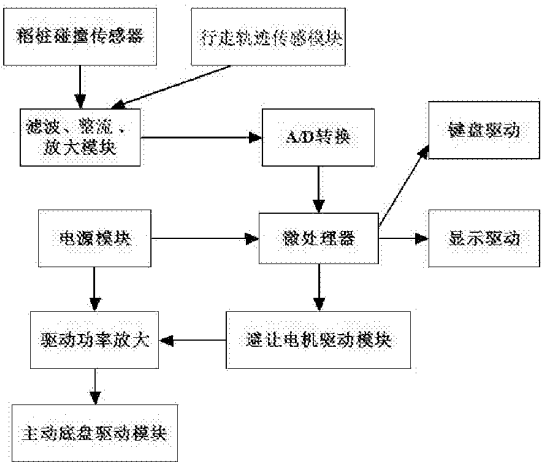 稻桩碰撞传感器
行走轨迹传感模块
滤波、整流、
放大模块
A/D转换
键盘驱动
电源模块
微处理器
显示驱动
驱动功率放大
避让电机驱动模块
主动底盘驱动模块